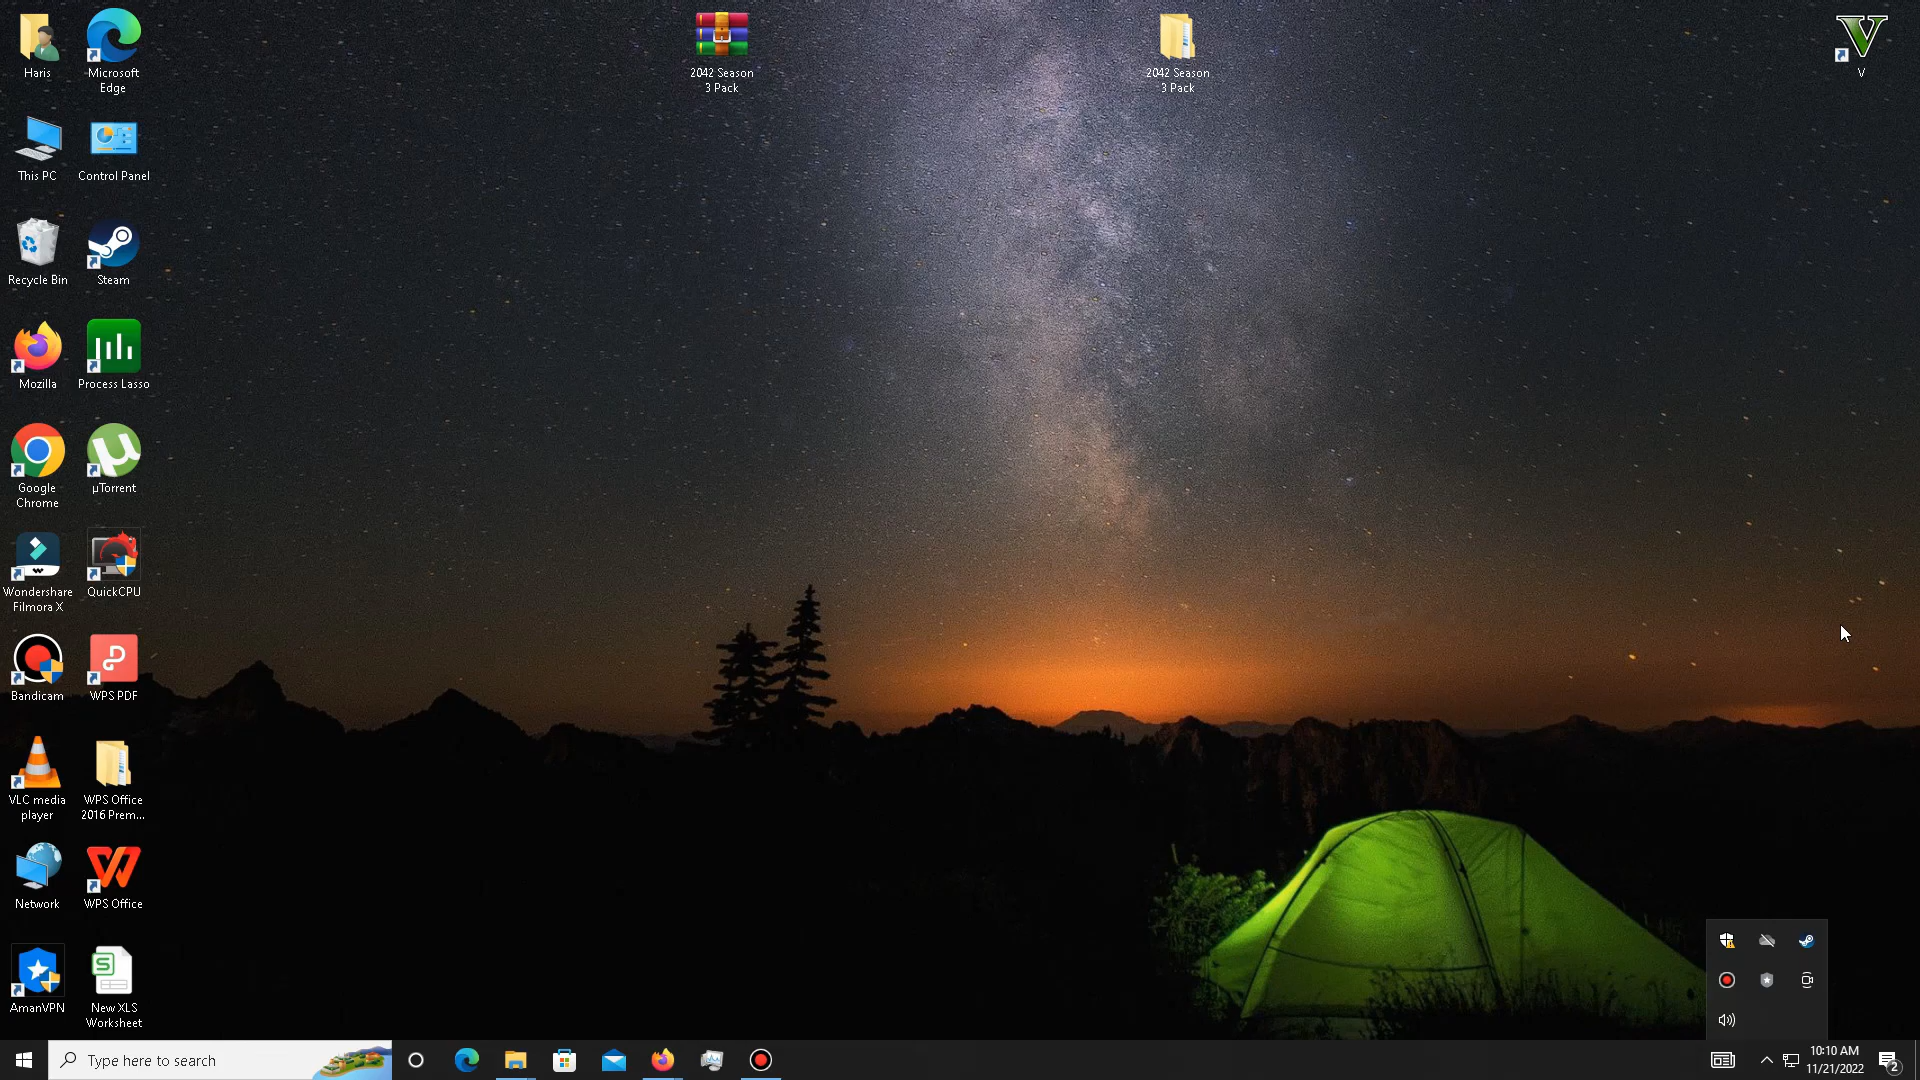 Haris
Microsoft
Edge
2042 Season
3 Pack
2042 Season
3 Pack
V
This PC
Control Panel
Recycle Bin
Steam
Mozilla
Process Lasso
Google
Chrome
µTorrent
Wondershare
Filmora X
QuickCPU
Bandicam
WPS PDF
VLC media
player
WPS Office
2016 Prem...
Network
WPS Office
AmanVPN
New XLS
Worksheet
Type here to search
10:10 AM
11/21/2022
2